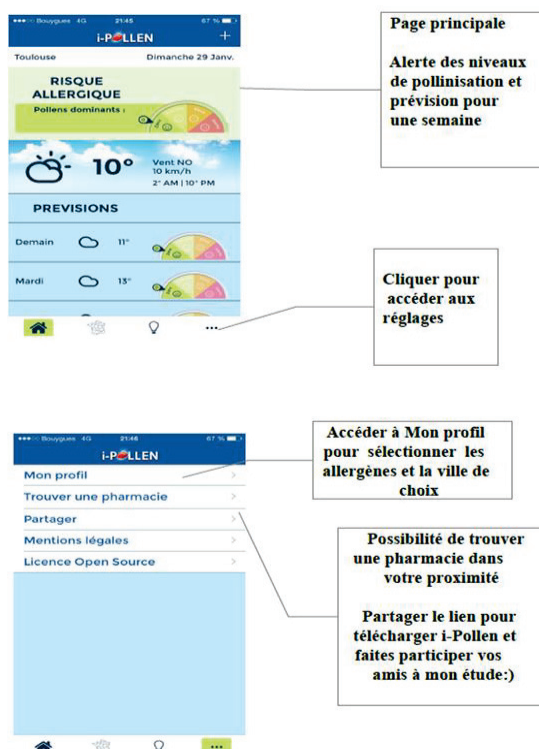 ●●●○○ Bouygues 4G 21:45 67 %
i-POLLEN +
Toulouse Dimanche 29 Janv.
RISQUE
ALLERGIQUE
Pollens dominants :
10°
Vent NO
10 km/h
2° AM | 10° PM
PREVISIONS
Demain 11°
Mardi 13°
...
Page principale
Alerte des niveaux
de pollinisation et
prévision pour
une semaine
Cliquer pour
accéder aux
réglages
●●●○○ Bouygues 4G 21:46 67 %
i-POLLEN
Mon profil >
Trouver une pharmacie >
Partager >
Mentions légales >
Licence Open Source >
...
Accéder à Mon profil
pour sélectionner les
allergènes et la ville de
choix
Possibilité de trouver
une pharmacie dans
votre proximité
Partager le lien pour
télécharger i-Pollen et
faites participer vos
amis à mon étude:)